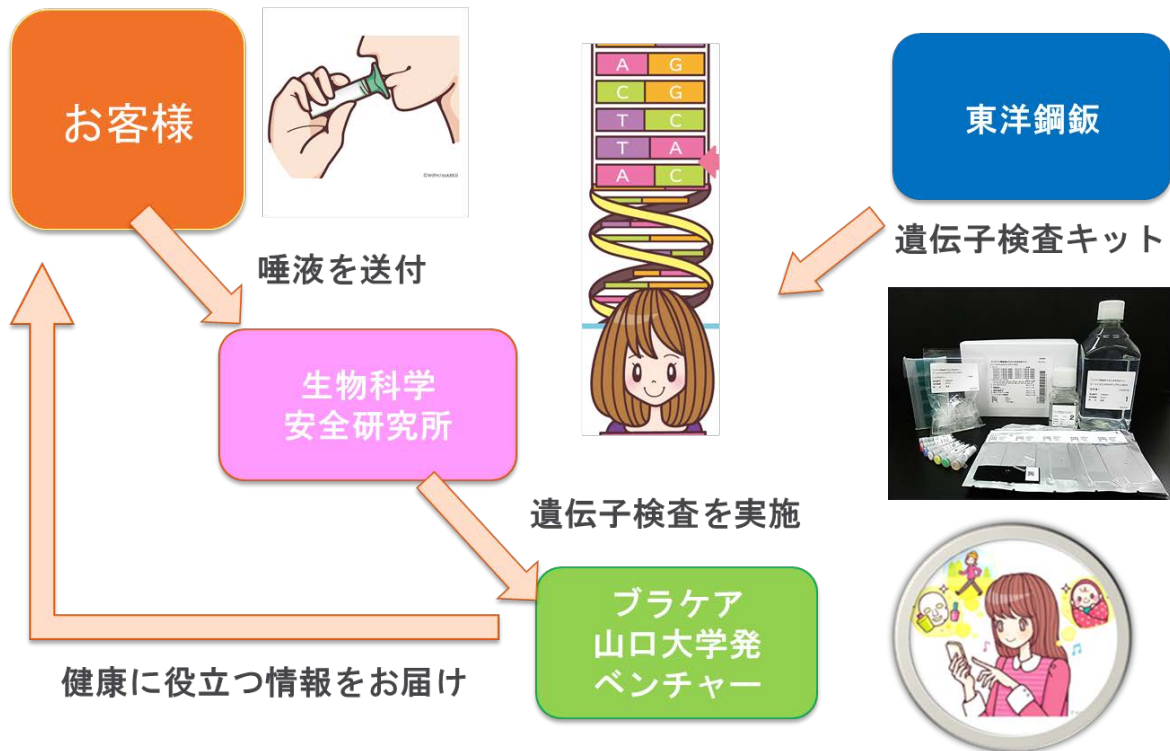 お客様
A G
C G
T C
T A
A C
東洋鋼鈑
遺伝子検査キット
唾液を送付
生物科学
安全研究所
遺伝子検査を実施
1
2
ブラケア
山口大学発
ベンチャー
健康に役立つ情報をお届け